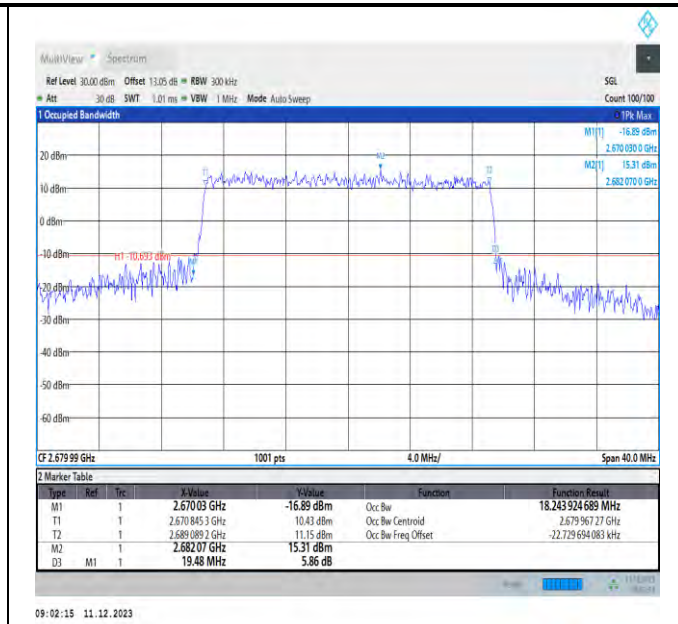 MultiView Spectrum
Ref Level 30.00 dBm Offset 13.05 dB RBW 300 kHz SGL
Att 30 dB SWT 1.01 ms VBW 1 MHz Mode Auto Sweep Count 100/100
1 Occupied Bandwidth 1Pk Max
M1[1] -16.89 dBm
2.670 030 0 GHz
M2[1] 15.31 dBm
2.682 070 0 GHz
20 dBm
M2
T1
T2
10 dBm
0 dBm
-10 dBm
H1 -10.693 dBm
-20 dBm
-30 dBm
-40 dBm
-50 dBm
-60 dBm
CF 2.679 99 GHz 1001 pts 4.0 MHz/ Span 40.0 MHz
2 Marker Table
Type Ref Trc X-Value Y-Value Function Function Result
M1 1 2.67003 GHz -16.89 dBm Occ Bw 18.243 924 689 MHz
T1 1 2.670 845 3 GHz 10.43 dBm Occ Bw Centroid 2.679 967 27 GHz
T2 1 2.689 089 2 GHz 11.15 dBm Occ Bw Freq Offset -22.729 694 083 kHz
M2 1 2.68207 GHz 15.31 dBm
D3 M1 1 19.48 MHz 5.86 dB
09:02:15 11.12.2023